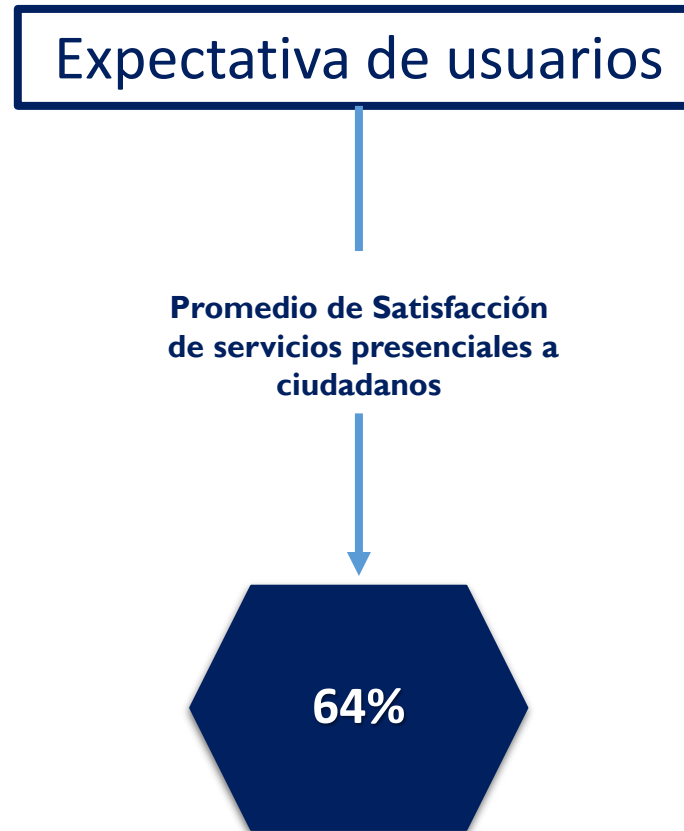 Expectativa de usuarios
Promedio de Satisfacción
de servicios presenciales a
ciudadanos
64%